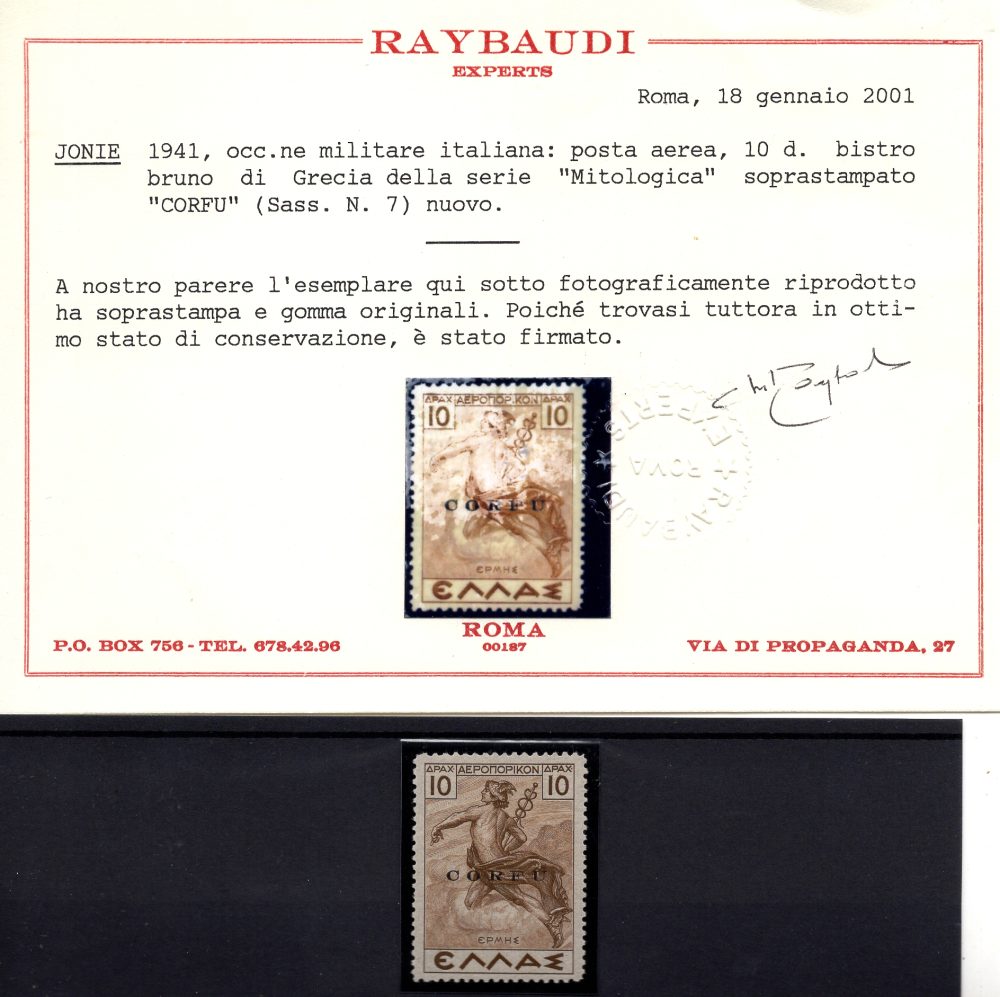 RAYBAUDI
EXPERTS
Roma, 18 gennaio 2001
JONIE 1941, occ.ne militare italiana: posta aerea, 10 d. bistro
bruno di Grecia della serie "Mitologica" soprastampato
"CORFU" (Sass. N. 7) nuovo.
A nostro parere l'esemplare qui sotto fotograficamente riprodotto
ha soprastampa e gomma originali. Poiché trovasi tuttora in otti-
mo stato di conservazione, è stato firmato.
ΔΡΑΧ ΑΕΡΟΠΟΡΙΚΟΝ ΔΡΑΧ
10 10
CORFU
ΕΡΜΗΣ
ΕΛΛΑΣ
RAYBAUDI ★ EXPERTS
ROMA
ROMA
00187
P.O. BOX 756 - TEL. 678.42.96
VIA DI PROPAGANDA, 27
ΔΡΑΧ ΑΕΡΟΠΟΡΙΚΟΝ ΔΡΑΧ
10 10
CORFU
ΕΡΜΗΣ
ΕΛΛΑΣ